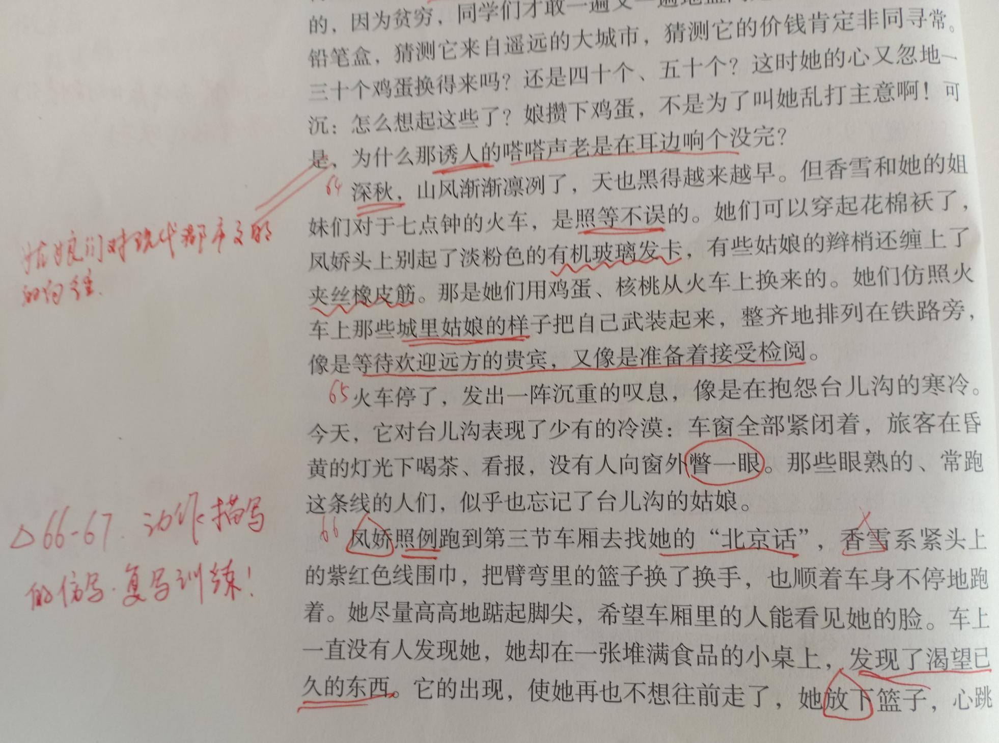 的，因为贫穷，同学们才敢一遍又一遍地
铅笔盒，猜测它来自遥远的大城市，猜测它的价钱肯定非同寻常。
三十个鸡蛋换得来吗？还是四十个、五十个？这时她的心又忽地一
沉：怎么想起这些了？娘攒下鸡蛋，不是为了叫她乱打主意啊！可
是，为什么那诱人的嗒嗒声老是在耳边响个没完？
64 深秋，山风渐渐凛冽了，天也黑得越来越早。但香雪和她的姐
妹们对于七点钟的火车，是照等不误的。她们可以穿起花棉袄了，
凤娇头上别起了淡粉色的有机玻璃发卡，有些姑娘的辫梢还缠上了
夹丝橡皮筋。那是她们用鸡蛋、核桃从火车上换来的。她们仿照火
车上那些城里姑娘的样子把自己武装起来，整齐地排列在铁路旁，
像是等待欢迎远方的贵宾，又像是准备着接受检阅。
65 火车停了，发出一阵沉重的叹息，像是在抱怨台儿沟的寒冷。
今天，它对台儿沟表现了少有的冷漠：车窗全部紧闭着，旅客在昏
黄的灯光下喝茶、看报，没有人向窗外瞥一眼。那些眼熟的、常跑
这条线的人们，似乎也忘记了台儿沟的姑娘。
66 凤娇照例跑到第三节车厢去找她的“北京话”，香雪系紧头上
的紫红色线围巾，把臂弯里的篮子换了换手，也顺着车身不停地跑
着。她尽量高高地踮起脚尖，希望车厢里的人能看见她的脸。车上
一直没有人发现她，她却在一张堆满食品的小桌上，发现了渴望已
久的东西。它的出现，使她再也不想往前走了，她放下篮子，心跳
姑娘们对现代都市文明
的向往.
△66-67. 动作描写
的仿写·复写训练！